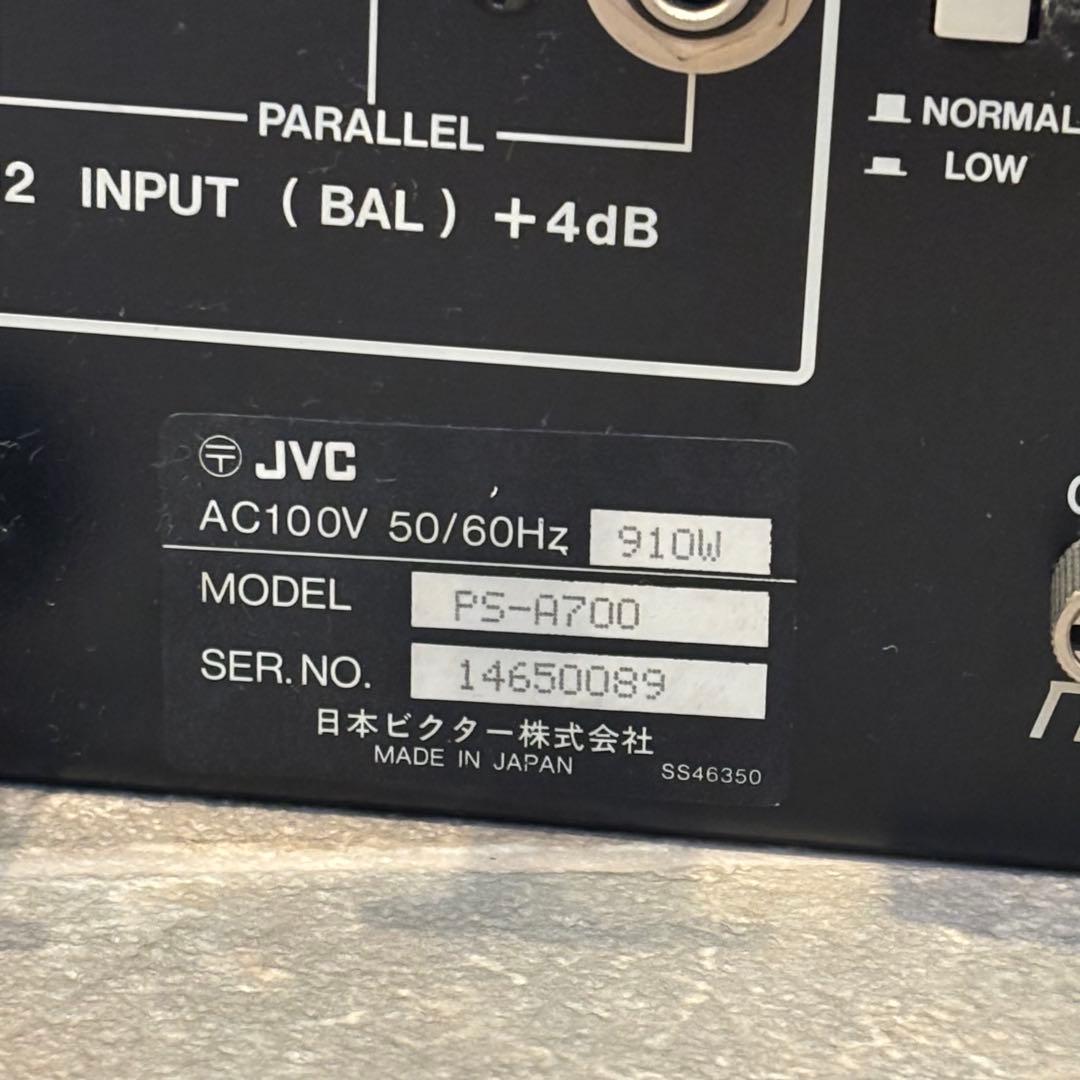 PARALLEL
2 INPUT (BAL) +4dB
NORMAL
LOW
〒 JVC
AC100V 50/60Hz 910W
MODEL PS-A700
SER.NO. 14650089
日本ビクター株式会社
MADE IN JAPAN SS46350